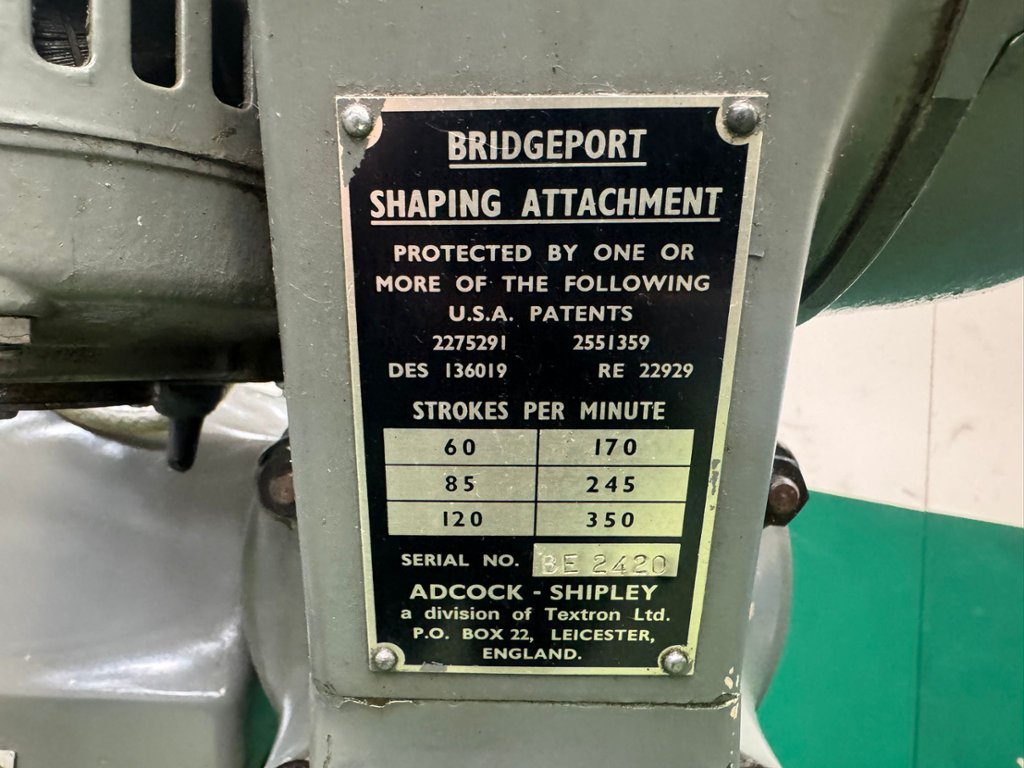 BRIDGEPORT
SHAPING ATTACHMENT
PROTECTED BY ONE OR
MORE OF THE FOLLOWING
U.S.A. PATENTS
2275291 2551359
DES 136019 RE 22929
STROKES PER MINUTE
60 170
85 245
120 350
SERIAL NO. BE 2420
ADCOCK - SHIPLEY
a division of Textron Ltd.
P.O. BOX 22, LEICESTER,
ENGLAND.